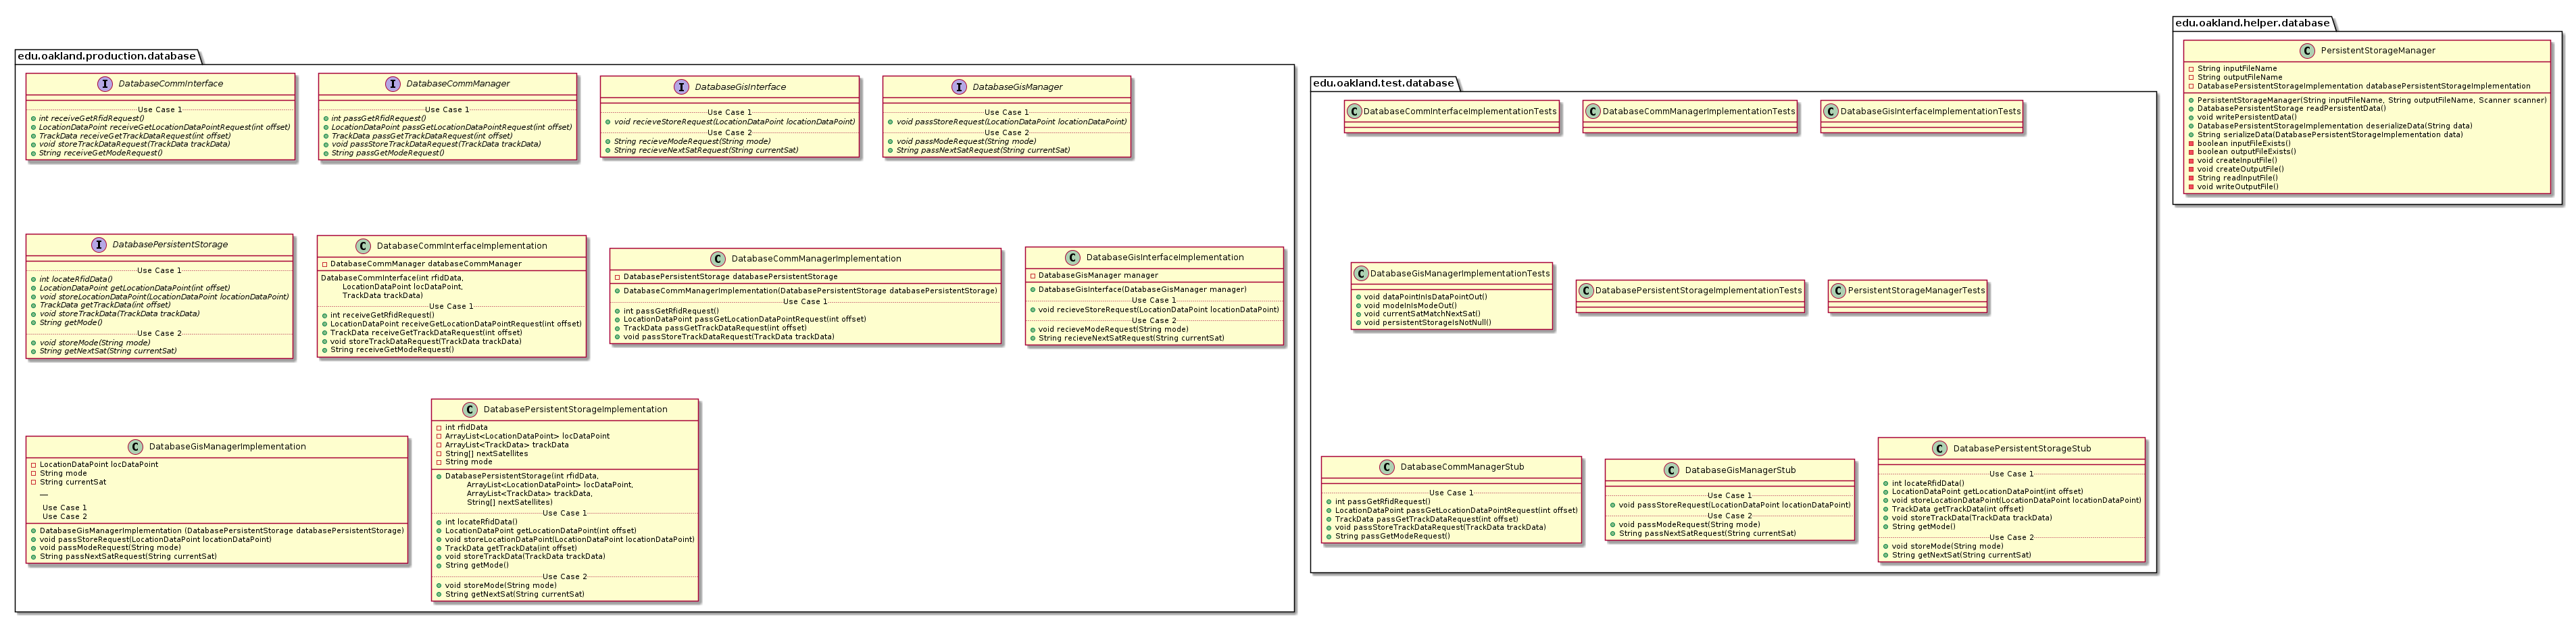 edu.oakland.production.database
I DatabaseCommInterface
Use Case 1
int receiveGetRfidRequest()
LocationDataPoint receiveGetLocationDataPointRequest(int offset)
TrackData receiveGetTrackDataRequest(int offset)
void storeTrackDataRequest(TrackData trackData)
String receiveGetModeRequest()
I DatabaseCommManager
Use Case 1
int passGetRfidRequest()
LocationDataPoint passGetLocationDataPointRequest(int offset)
TrackData passGetTrackDataRequest(int offset)
void passStoreTrackDataRequest(TrackData trackData)
String passGetModeRequest()
I DatabaseGisInterface
Use Case 1
void recieveStoreRequest(LocationDataPoint locationDataPoint)
Use Case 2
String recieveModeRequest(String mode)
String recieveNextSatRequest(String currentSat)
I DatabaseGisManager
Use Case 1
void passStoreRequest(LocationDataPoint locationDataPoint)
Use Case 2
void passModeRequest(String mode)
String passNextSatRequest(String currentSat)
I DatabasePersistentStorage
Use Case 1
int locateRfidData()
LocationDataPoint getLocationDataPoint(int offset)
void storeLocationDataPoint(LocationDataPoint locationDataPoint)
TrackData getTrackData(int offset)
void storeTrackData(TrackData trackData)
String getMode()
Use Case 2
void storeMode(String mode)
String getNextSat(String currentSat)
C DatabaseCommInterfaceImplementation
DatabaseCommManager databaseCommManager
DatabaseCommInterface(int rfidData,
LocationDataPoint locDataPoint,
TrackData trackData)
Use Case 1
int receiveGetRfidRequest()
LocationDataPoint receiveGetLocationDataPointRequest(int offset)
TrackData receiveGetTrackDataRequest(int offset)
void storeTrackDataRequest(TrackData trackData)
String receiveGetModeRequest()
C DatabaseCommManagerImplementation
DatabasePersistentStorage databasePersistentStorage
DatabaseCommManagerImplementation(DatabasePersistentStorage databasePersistentStorage)
Use Case 1
int passGetRfidRequest()
LocationDataPoint passGetLocationDataPointRequest(int offset)
TrackData passGetTrackDataRequest(int offset)
void passStoreTrackDataRequest(TrackData trackData)
C DatabaseGisInterfaceImplementation
DatabaseGisManager manager
DatabaseGisInterface(DatabaseGisManager manager)
Use Case 1
void recieveStoreRequest(LocationDataPoint locationDataPoint)
Use Case 2
void recieveModeRequest(String mode)
String recieveNextSatRequest(String currentSat)
C DatabaseGisManagerImplementation
LocationDataPoint locDataPoint
String mode
String currentSat
__
Use Case 1
Use Case 2
DatabaseGisManagerImplementation (DatabasePersistentStorage databasePersistentStorage)
void passStoreRequest(LocationDataPoint locationDataPoint)
void passModeRequest(String mode)
String passNextSatRequest(String currentSat)
C DatabasePersistentStorageImplementation
int rfidData
ArrayList<LocationDataPoint> locDataPoint
ArrayList<TrackData> trackData
String[] nextSatellites
String mode
DatabasePersistentStorage(int rfidData,
ArrayList<LocationDataPoint> locDataPoint,
ArrayList<TrackData> trackData,
String[] nextSatellites)
Use Case 1
int locateRfidData()
LocationDataPoint getLocationDataPoint(int offset)
void storeLocationDataPoint(LocationDataPoint locationDataPoint)
TrackData getTrackData(int offset)
void storeTrackData(TrackData trackData)
String getMode()
Use Case 2
void storeMode(String mode)
String getNextSat(String currentSat)
edu.oakland.test.database
C DatabaseCommInterfaceImplementationTests
C DatabaseCommManagerImplementationTests
C DatabaseGisInterfaceImplementationTests
C DatabaseGisManagerImplementationTests
void dataPointInIsDataPointOut()
void modeInIsModeOut()
void currentSatMatchNextSat()
void persistentStorageIsNotNull()
C DatabasePersistentStorageImplementationTests
C PersistentStorageManagerTests
C DatabaseCommManagerStub
Use Case 1
int passGetRfidRequest()
LocationDataPoint passGetLocationDataPointRequest(int offset)
TrackData passGetTrackDataRequest(int offset)
void passStoreTrackDataRequest(TrackData trackData)
String passGetModeRequest()
C DatabaseGisManagerStub
Use Case 1
void passStoreRequest(LocationDataPoint locationDataPoint)
Use Case 2
void passModeRequest(String mode)
String passNextSatRequest(String currentSat)
C DatabasePersistentStorageStub
Use Case 1
int locateRfidData()
LocationDataPoint getLocationDataPoint(int offset)
void storeLocationDataPoint(LocationDataPoint locationDataPoint)
TrackData getTrackData(int offset)
void storeTrackData(TrackData trackData)
String getMode()
Use Case 2
void storeMode(String mode)
String getNextSat(String currentSat)
edu.oakland.helper.database
C PersistentStorageManager
String inputFileName
String outputFileName
DatabasePersistentStorageImplementation databasePersistentStorageImplementation
PersistentStorageManager(String inputFileName, String outputFileName, Scanner scanner)
DatabasePersistentStorage readPersistentData()
void writePersistentData()
DatabasePersistentStorageImplementation deserializeData(String data)
String serializeData(DatabasePersistentStorageImplementation data)
boolean inputFileExists()
boolean outputFileExists()
void createInputFile()
void createOutputFile()
String readInputFile()
void writeOutputFile()